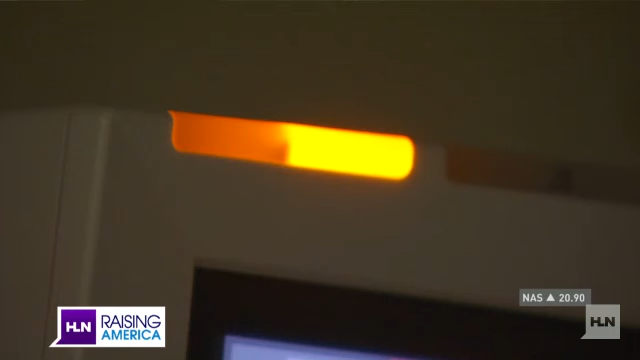 HLN RAISING
AMERICA
NAS ▲ 20.90
HLN